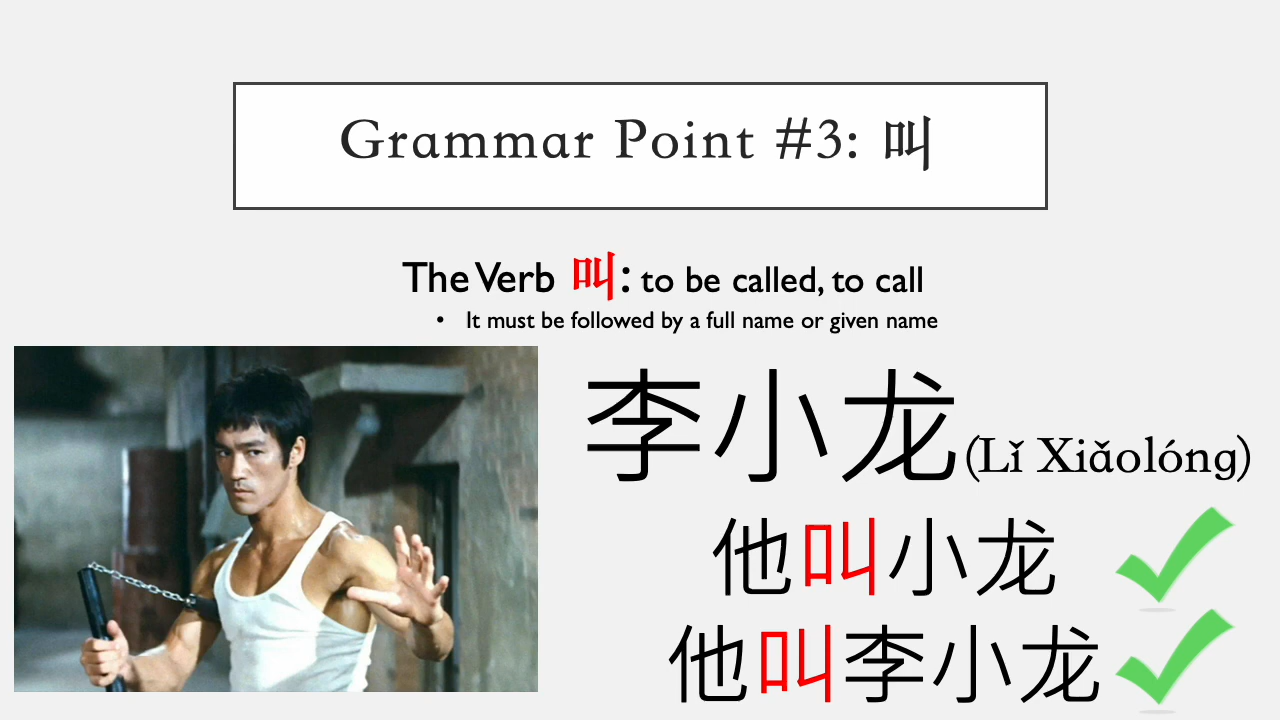 Grammar Point #3: 叫
The Verb 叫: to be called, to call
• It must be followed by a full name or given name
李小龙(Lǐ Xiǎolóng)
他叫小龙
他叫李小龙